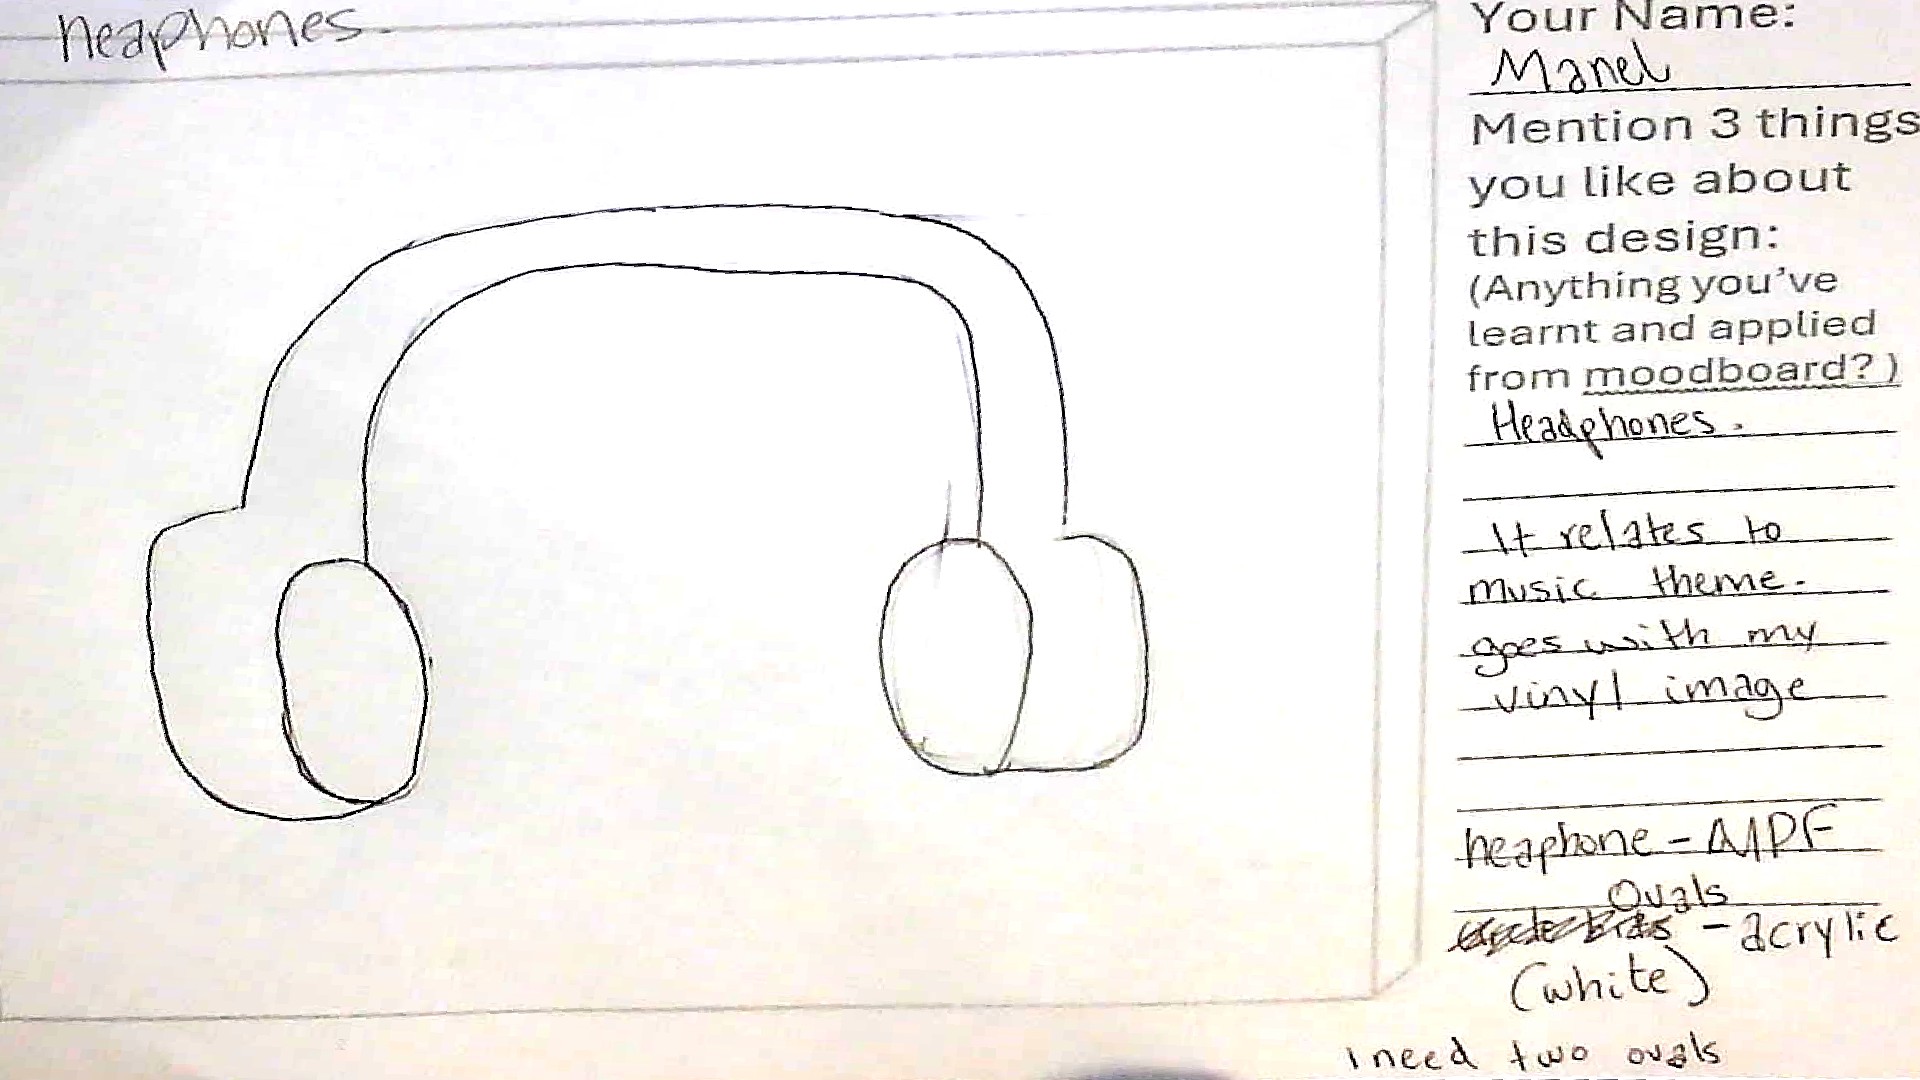 heaphones.
Your Name:
Manel
Mention 3 things
you like about
this design:
(Anything you've
learnt and applied
from moodboard? )
Headphones.
It relates to
music theme.
goes with my
vinyl image
heaphone - MPF
Ovals
- acrylic
(white)
I need two ovals